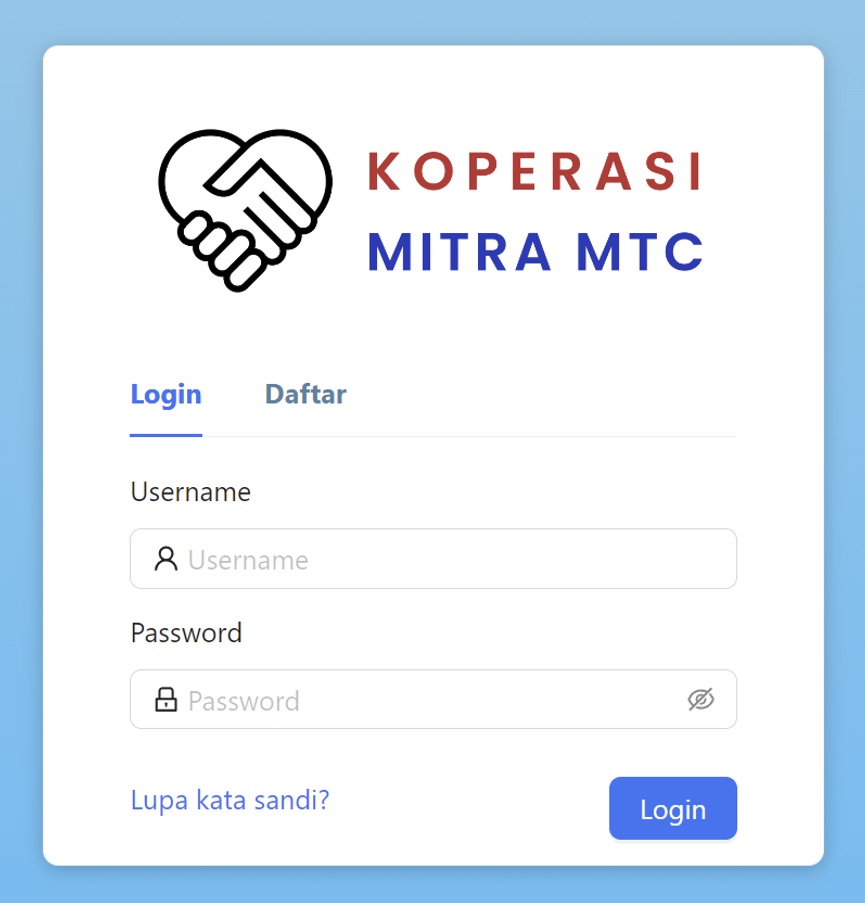 KOPERASI
MITRA MTC
Login Daftar
Username
Username
Password
Password
Lupa kata sandi? Login